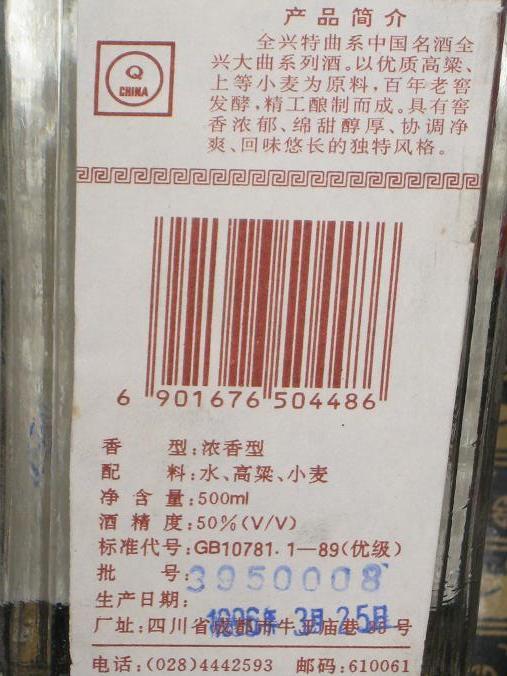 产品简介
Q
CHINA
全兴特曲系中国名酒全
兴大曲系列酒。以优质高粱、
上等小麦为原料，百年老窖
发酵，精工酿制而成。具有窖
香浓郁、绵甜醇厚、协调净
爽、回味悠长的独特风格。
6 901676 504486
香 型：浓香型
配 料：水、高粱、小麦
净含量：500ml
酒精度：50%(V/V)
标准代号：GB10781.1—89(优级)
批 号：3950008
生产日期：
1996年 3月 25日
厂址：四川省成都市牛王庙巷 号
电话：(028)4442593 邮码：610061